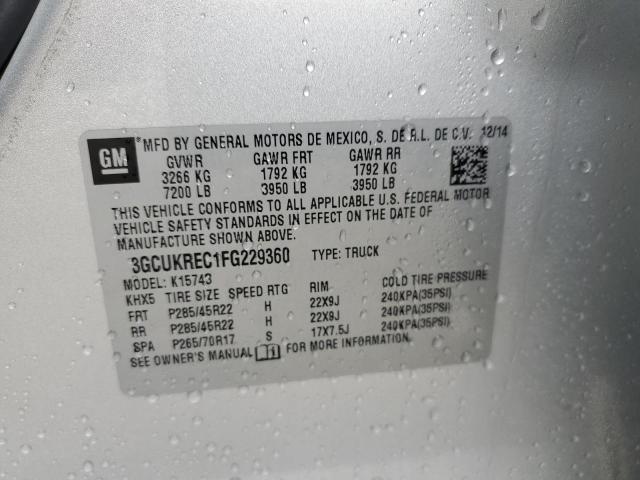 GM
®MFD BY GENERAL MOTORS DE MEXICO, S. DE R.L. DE C.V. 12/14
GVWR GAWR FRT GAWR RR
3266 KG 1792 KG 1792 KG
7200 LB 3950 LB 3950 LB
THIS VEHICLE CONFORMS TO ALL APPLICABLE U.S. FEDERAL MOTOR
VEHICLE SAFETY STANDARDS IN EFFECT ON THE DATE OF
MANUFACTURE SHOWN ABOVE.
3GCUKREC1FG229360 TYPE: TRUCK
MODEL: K15743
KHX5 TIRE SIZE SPEED RTG RIM COLD TIRE PRESSURE
FRT P285/45R22 H 22X9J 240KPA(35PSI)
RR P285/45R22 H 22X9J 240KPA(35PSI)
SPA P265/70R17 S 17X7.5J 240KPA(35PSI)
SEE OWNER'S MANUAL FOR MORE INFORMATION.